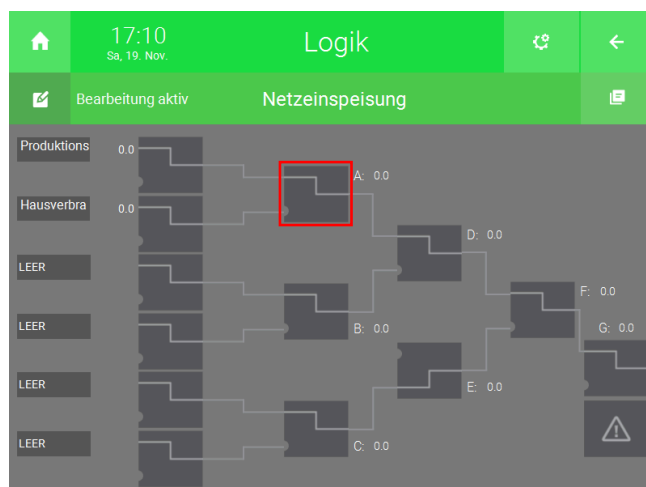 17:10
Sa, 19. Nov.
Logik
Bearbeitung aktiv
Netzeinspeisung
Produktions
0.0
A: 0.0
Hausverbra
0.0
D: 0.0
LEER
F: 0.0
LEER
B: 0.0
G: 0.0
LEER
E: 0.0
LEER
C: 0.0